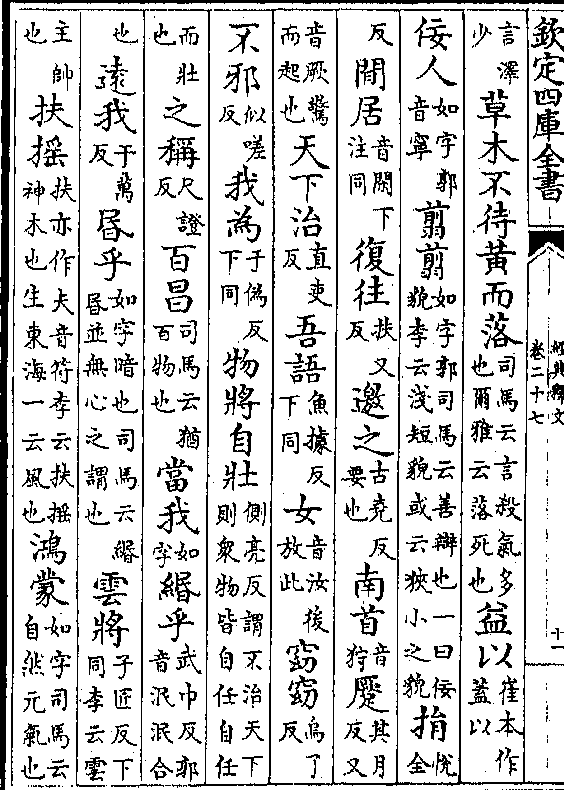 欽定四庫全書
經典釋文
卷二十七
十一
言澤少草木不待黃而落司馬云言殺氣多也爾雅云落死也益以崔本作蓋以
佞人如字郭音寧翦翦如字郭司馬云善辯也一曰佞貌李云淺短貌或云狹小之貌捐悦全
反閒居音閑下注同復往扶又反邀之古堯反要也南首音狩蹷其月反又
音厥驚而起也天下治直吏反吾語魚據反下同女音汝後放此窈窈烏了反
不邪似嗟反我為于偽反下同物將自壯側亮反謂不治天下則衆物皆自任自任
而壯也之稱尺證反百昌司馬云猶百物也當我如字緡乎武巾反郭音泯泯合
也遠我于萬反昬乎如字暗也司馬云緡昬並無心之謂也雲將子匠反下同李云雲
主帥也扶摇扶亦作夫音符李云扶摇神木也生東海一云風也鴻蒙如字司馬云自然元氣也